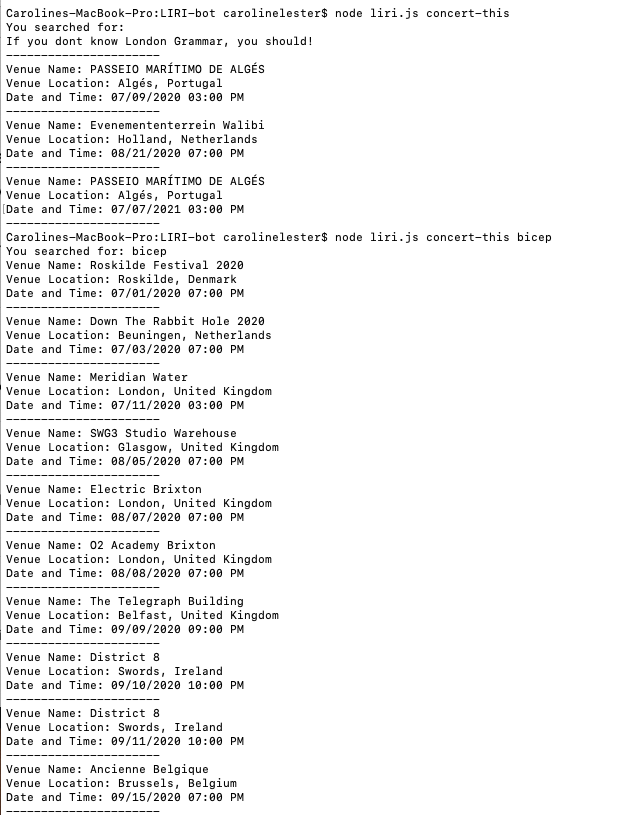 Carolines-MacBook-Pro:LIRI-bot carolinelester$ node liri.js concert-this
You searched for:
If you dont know London Grammar, you should!
----------------------
Venue Name: PASSEIO MARÍTIMO DE ALGÉS
Venue Location: Algés, Portugal
Date and Time: 07/09/2020 03:00 PM
----------------------
Venue Name: Evenemententerrein Walibi
Venue Location: Holland, Netherlands
Date and Time: 08/21/2020 07:00 PM
----------------------
Venue Name: PASSEIO MARÍTIMO DE ALGÉS
Venue Location: Algés, Portugal
Date and Time: 07/07/2021 03:00 PM
----------------------
Carolines-MacBook-Pro:LIRI-bot carolinelester$ node liri.js concert-this bicep
You searched for: bicep
Venue Name: Roskilde Festival 2020
Venue Location: Roskilde, Denmark
Date and Time: 07/01/2020 07:00 PM
----------------------
Venue Name: Down The Rabbit Hole 2020
Venue Location: Beuningen, Netherlands
Date and Time: 07/03/2020 07:00 PM
----------------------
Venue Name: Meridian Water
Venue Location: London, United Kingdom
Date and Time: 07/11/2020 03:00 PM
----------------------
Venue Name: SWG3 Studio Warehouse
Venue Location: Glasgow, United Kingdom
Date and Time: 08/05/2020 07:00 PM
----------------------
Venue Name: Electric Brixton
Venue Location: London, United Kingdom
Date and Time: 08/07/2020 07:00 PM
----------------------
Venue Name: O2 Academy Brixton
Venue Location: London, United Kingdom
Date and Time: 08/08/2020 07:00 PM
----------------------
Venue Name: The Telegraph Building
Venue Location: Belfast, United Kingdom
Date and Time: 09/09/2020 09:00 PM
----------------------
Venue Name: District 8
Venue Location: Swords, Ireland
Date and Time: 09/10/2020 10:00 PM
----------------------
Venue Name: District 8
Venue Location: Swords, Ireland
Date and Time: 09/11/2020 10:00 PM
----------------------
Venue Name: Ancienne Belgique
Venue Location: Brussels, Belgium
Date and Time: 09/15/2020 07:00 PM
----------------------